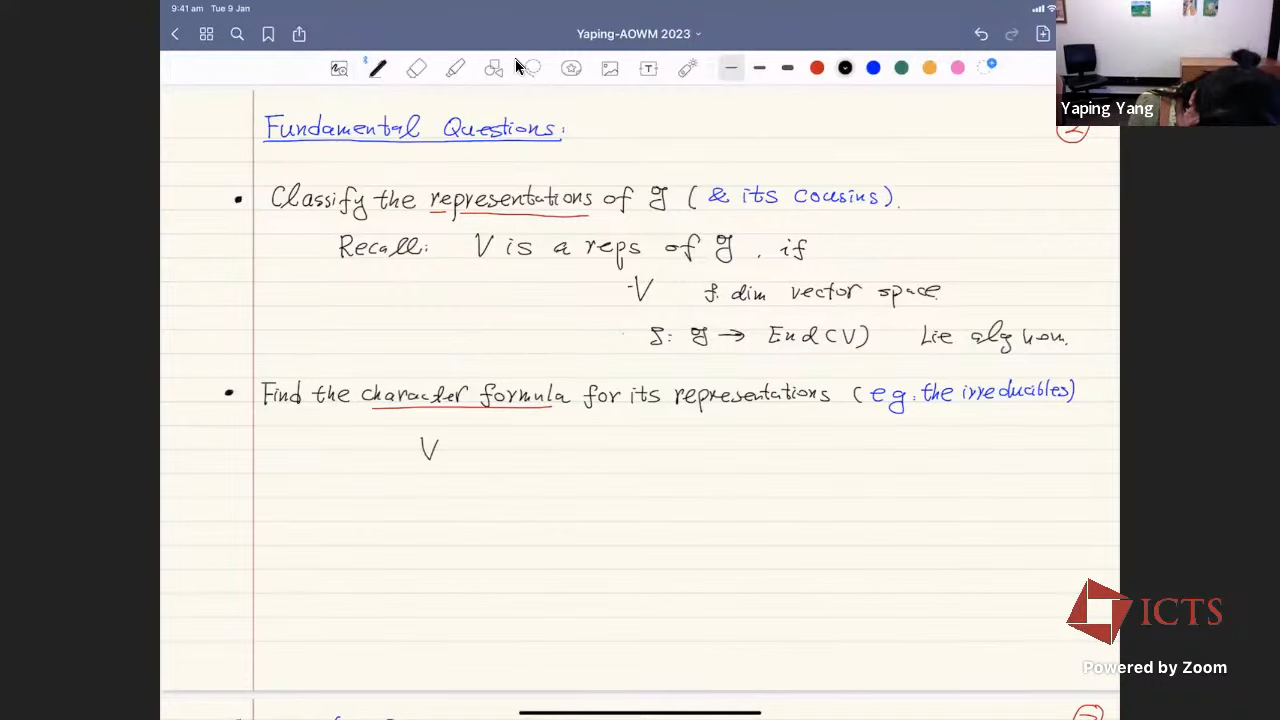 9:41 am Tue 9 Jan
Yaping-AOWM 2023
Yaping Yang
Fundamental Questions:
2
• Classify the representations of 𝔤 (& its cousins).
Recall: V is a reps of 𝔤, if
·V f. dim vector space
ρ: 𝔤 → End(V) Lie alg hom.
• Find the character formula for its representations (e.g. the irreducibles)
V
ICTS
Powered by Zoom